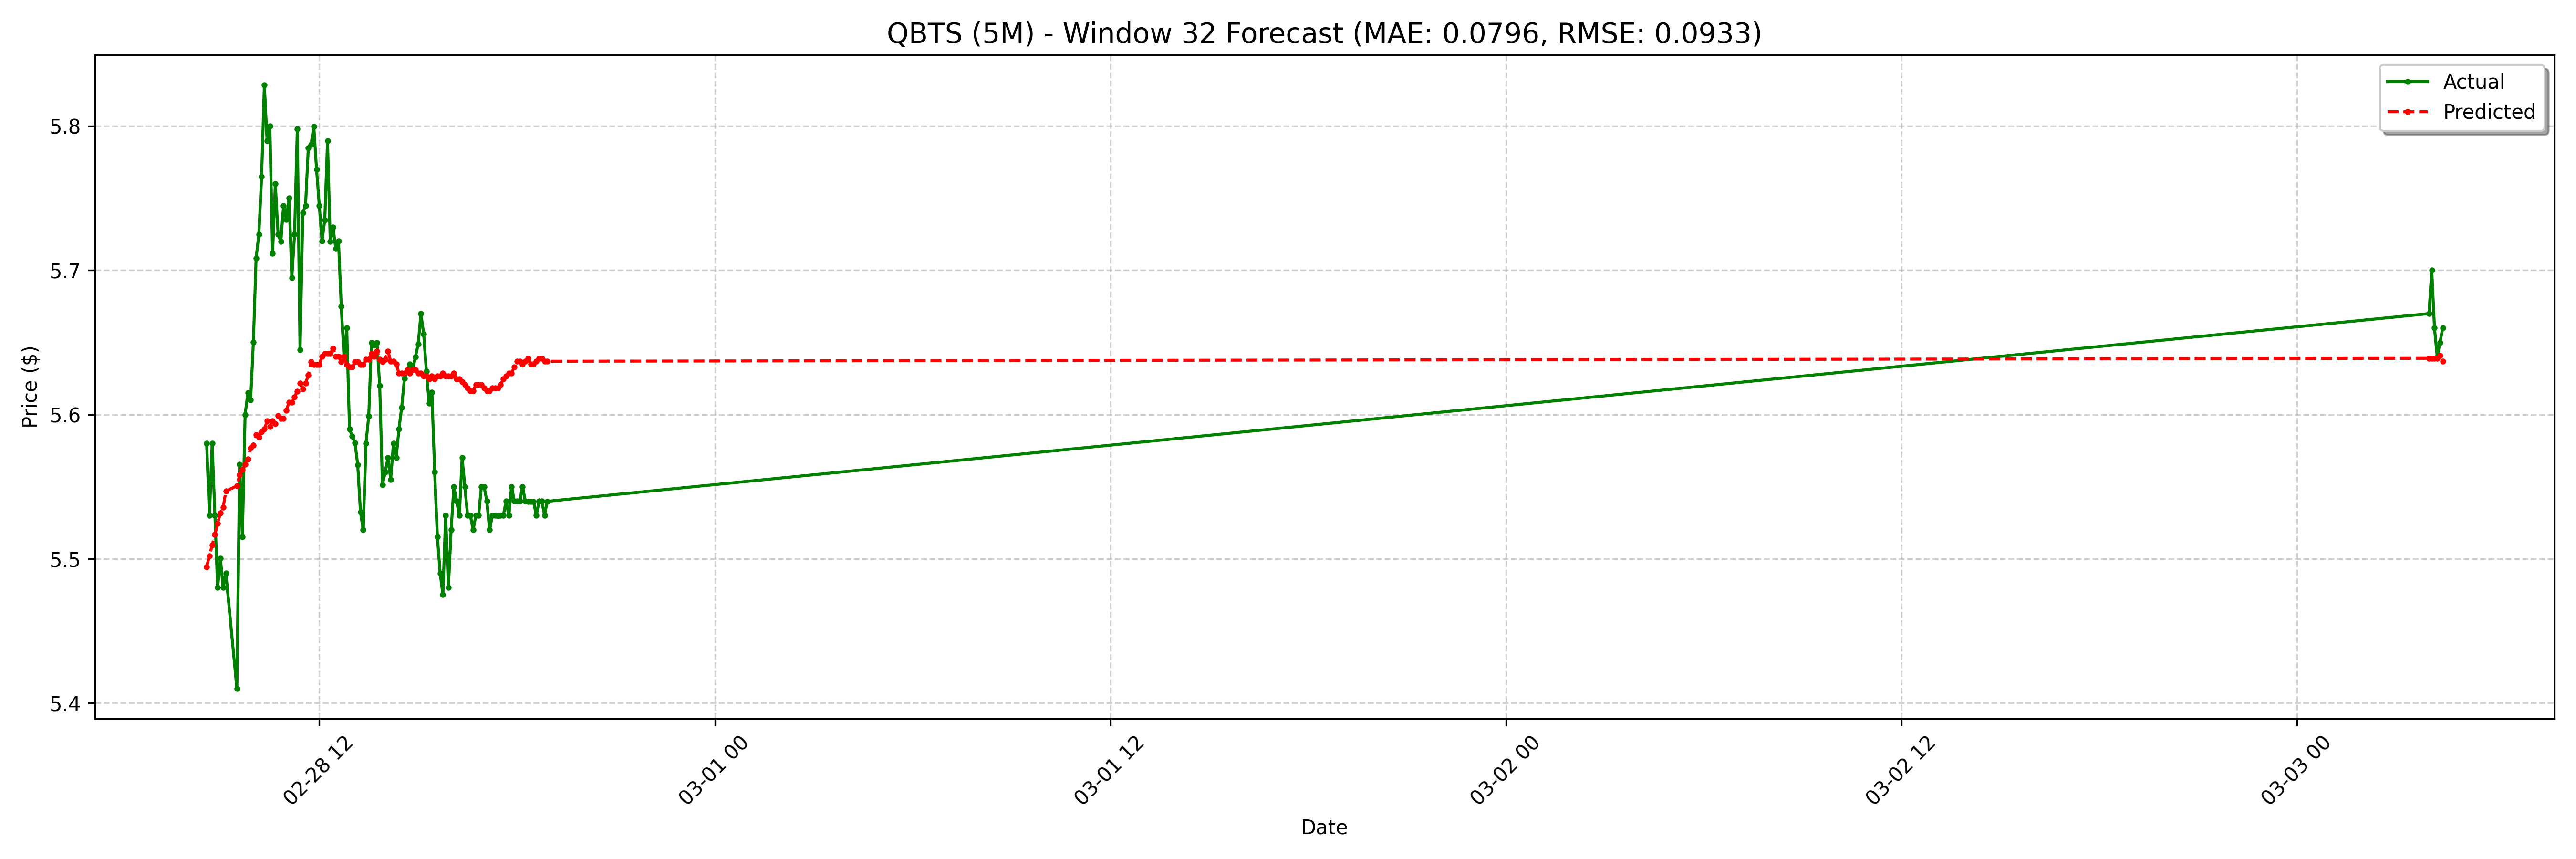 QBTS (5M) - Window 32 Forecast (MAE: 0.0796, RMSE: 0.0933)
Actual
Predicted
Price ($)
5.8
5.7
5.6
5.5
5.4
02-28 12
03-01 00
03-01 12
03-02 00
03-02 12
03-03 00
Date